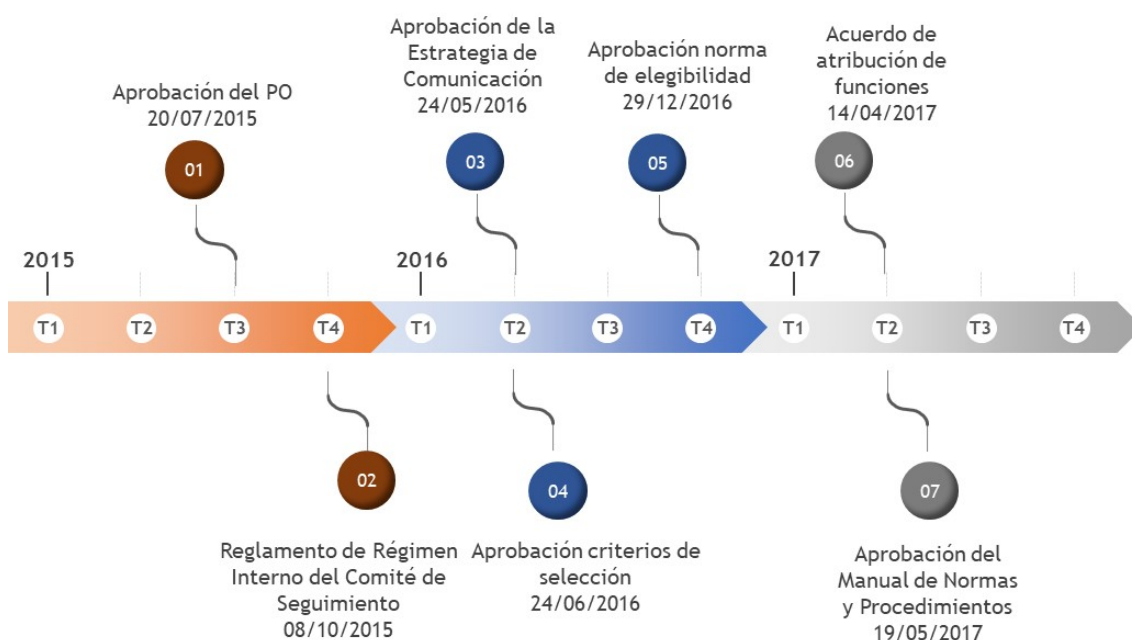 Aprobación del PO
20/07/2015
01
Aprobación de la
Estrategia de
Comunicación
24/05/2016
03
Aprobación norma
de elegibilidad
29/12/2016
05
Acuerdo de
atribución de
funciones
14/04/2017
06
2015
2016
2017
T1
T2
T3
T4
T1
T2
T3
T4
T1
T2
T3
T4
02
Reglamento de Régimen
Interno del Comité de
Seguimiento
08/10/2015
04
Aprobación criterios de
selección
24/06/2016
07
Aprobación del
Manual de Normas
y Procedimientos
19/05/2017